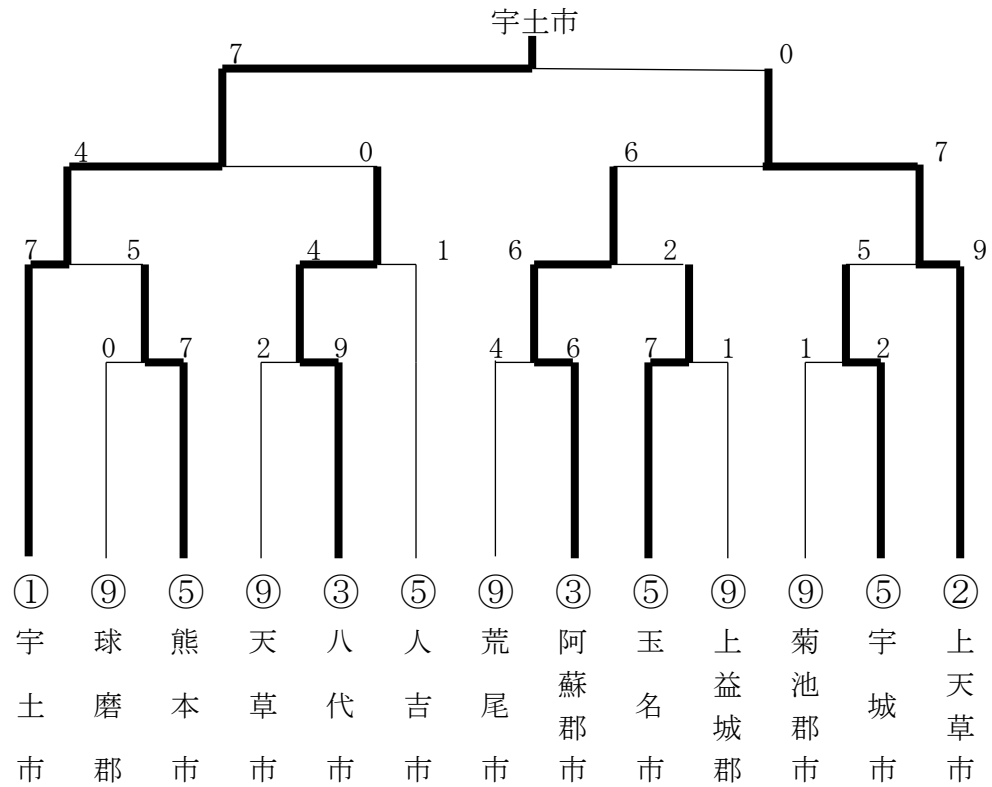 宇土市
7 0
4 0 6 7
7 5 4 1 6 2 5 9
0 7 2 9 4 6 7 1 1 2
① ⑨ ⑤ ⑨ ③ ⑤ ⑨ ③ ⑤ ⑨ ⑨ ⑤ ②
宇土市
球磨郡
熊本市
天草市
八代市
人吉市
荒尾市
阿蘇郡市
玉名市
上益城郡
菊池郡市
宇城市
上天草市